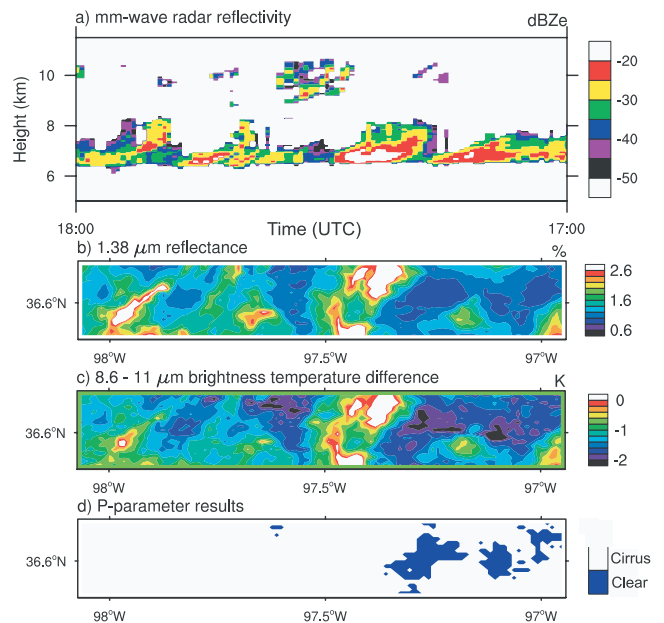 a) mm-wave radar reflectivity
dBZe
Height (km)
10
8
6
-20
-30
-40
-50
18:00
Time (UTC)
17:00
b) 1.38 μm reflectance
%
36.6°N
2.6
1.6
0.6
98°W
97.5°W
97°W
c) 8.6 - 11 μm brightness temperature difference
K
36.6°N
0
-1
-2
98°W
97.5°W
97°W
d) P-parameter results
36.6°N
Cirrus
Clear
98°W
97.5°W
97°W